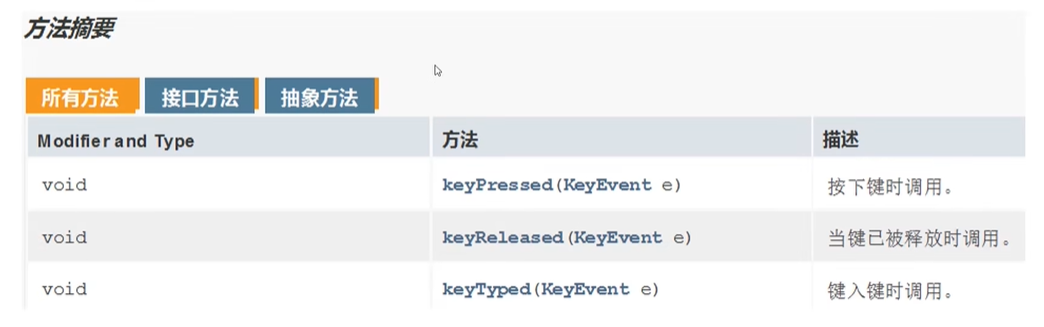 方法摘要
所有方法 接口方法 抽象方法
Modifier and Type 方法 描述
void keyPressed(KeyEvent e) 按下键时调用。
void keyReleased(KeyEvent e) 当键已被释放时调用。
void keyTyped(KeyEvent e) 键入键时调用。